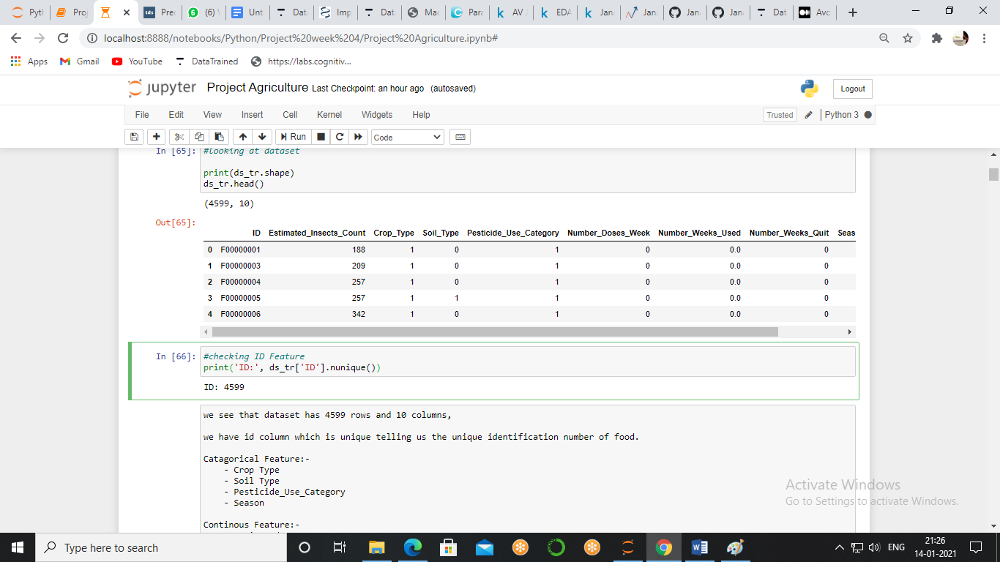 Pyth
Proj
tds Prec
6 (6) \
Unt
Dat
Imp
Dat
Mac
Para
k AV J
k EDA
k Jan
Jan
Jan
Jan
Dat
Avc
localhost:8888/notebooks/Python/Project%20week%204/Project%20Agriculture.ipynb#
Apps Gmail YouTube DataTrained https://labs.cognitiv...
jupyter Project Agriculture Last Checkpoint: an hour ago (autosaved) Logout
File Edit View Insert Cell Kernel Widgets Help Trusted Python 3
Run Code
In [65]: #looking at dataset
print(ds_tr.shape)
ds_tr.head()
(4599, 10)
Out[65]:
ID Estimated_Insects_Count Crop_Type Soil_Type Pesticide_Use_Category Number_Doses_Week Number_Weeks_Used Number_Weeks_Quit Seas
0 F00000001 188 1 0 1 0 0.0 0
1 F00000003 209 1 0 1 0 0.0 0
2 F00000004 257 1 0 1 0 0.0 0
3 F00000005 257 1 1 1 0 0.0 0
4 F00000006 342 1 0 1 0 0.0 0
In [66]: #checking ID Feature
print('ID:', ds_tr['ID'].nunique())
ID: 4599
we see that dataset has 4599 rows and 10 columns,
we have id column which is unique telling us the unique identification number of food.
Catagorical Feature:-
- Crop Type
- Soil Type
- Pesticide_Use_Category
- Season
Continous Feature:-
Activate Windows
Go to Settings to activate Windows.
Type here to search
ENG
21:26
14-01-2021